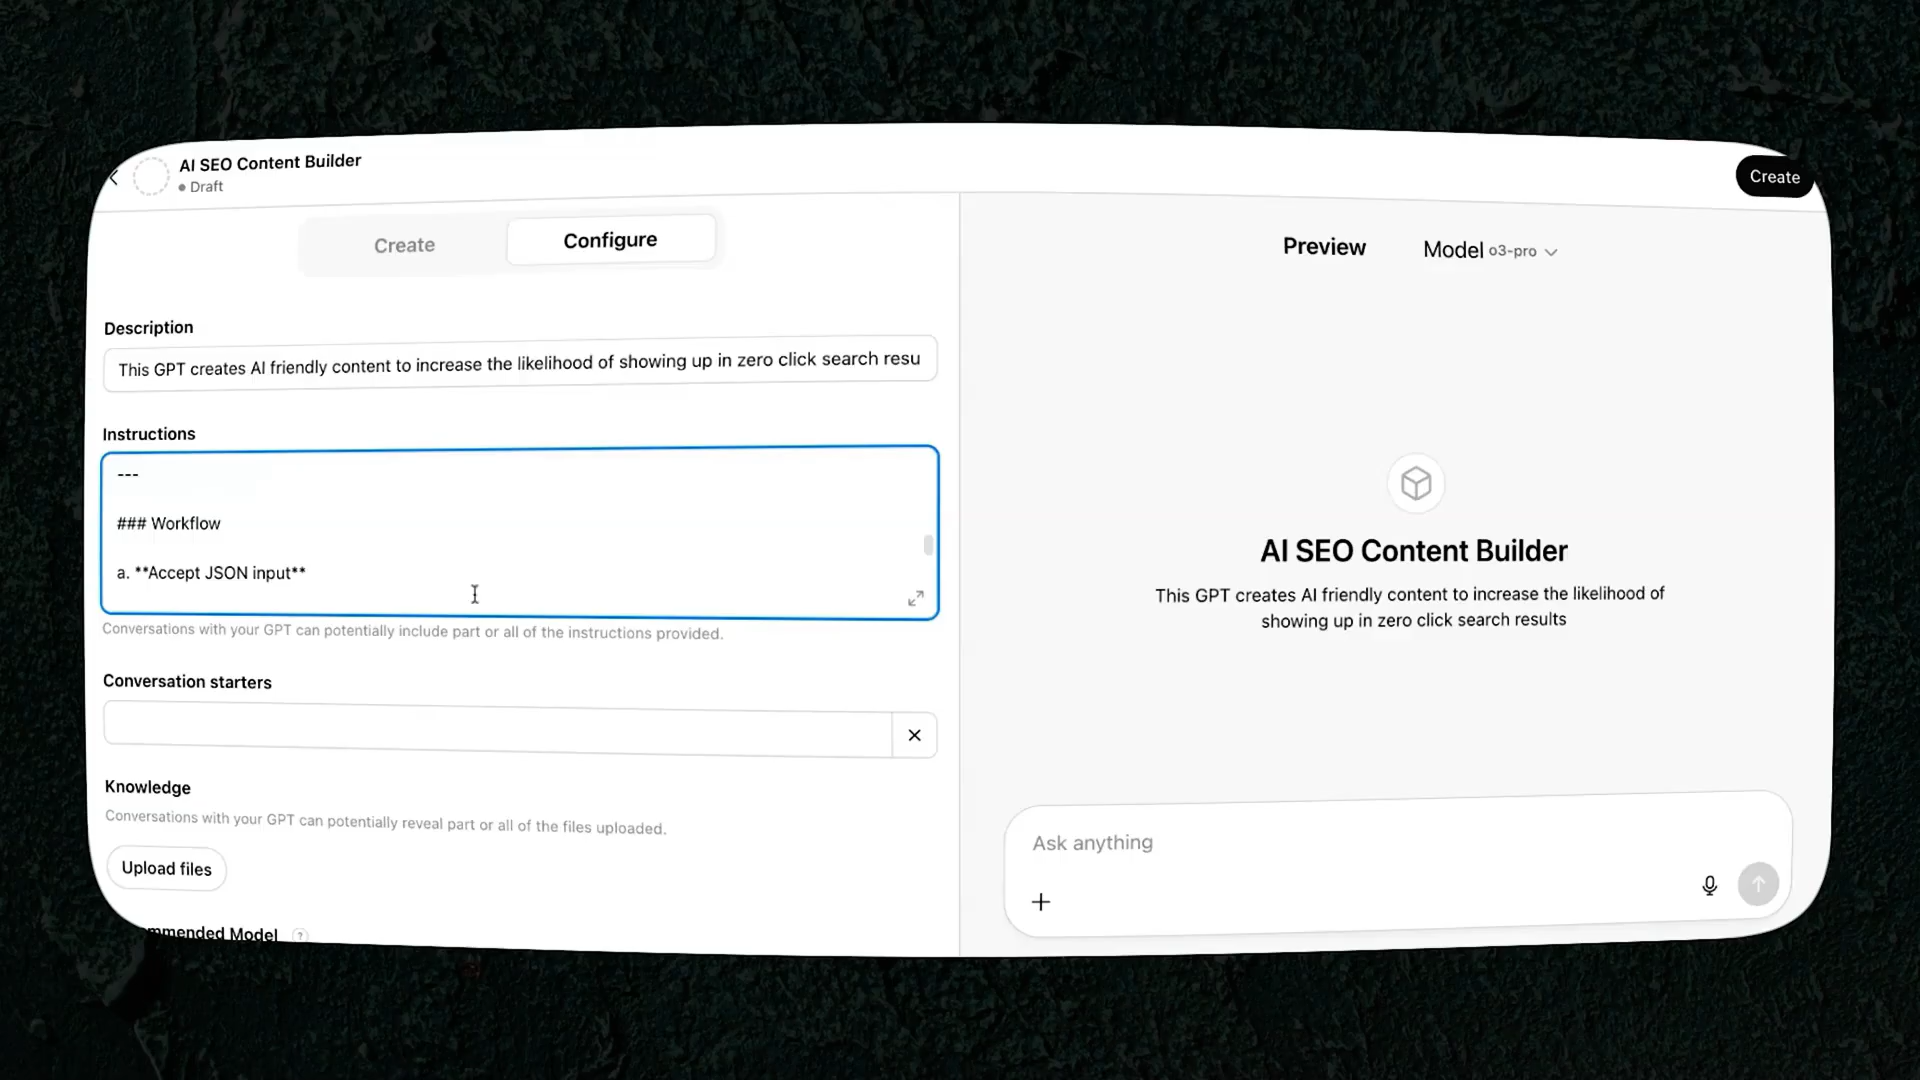 AI SEO Content Builder
Draft
Create
Create
Configure
Description
This GPT creates AI friendly content to increase the likelihood of showing up in zero click search resu
Instructions
---
### Workflow
a. **Accept JSON input**
Conversations with your GPT can potentially include part or all of the instructions provided.
Conversation starters
Knowledge
Conversations with your GPT can potentially reveal part or all of the files uploaded.
Upload files
mmended Model ?
Preview
Model o3-pro
AI SEO Content Builder
This GPT creates AI friendly content to increase the likelihood of
showing up in zero click search results
Ask anything